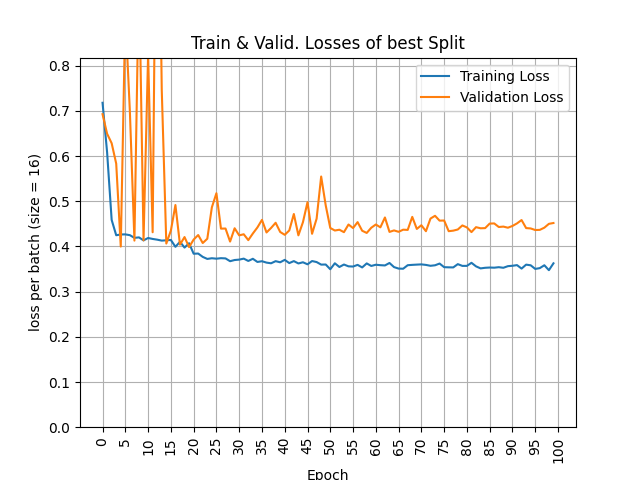 Train & Valid. Losses of best Split
Training Loss
Validation Loss
loss per batch (size = 16)
0.8
0.7
0.6
0.5
0.4
0.3
0.2
0.1
0.0
0 5 10 15 20 25 30 35 40 45 50 55 60 65 70 75 80 85 90 95 100
Epoch